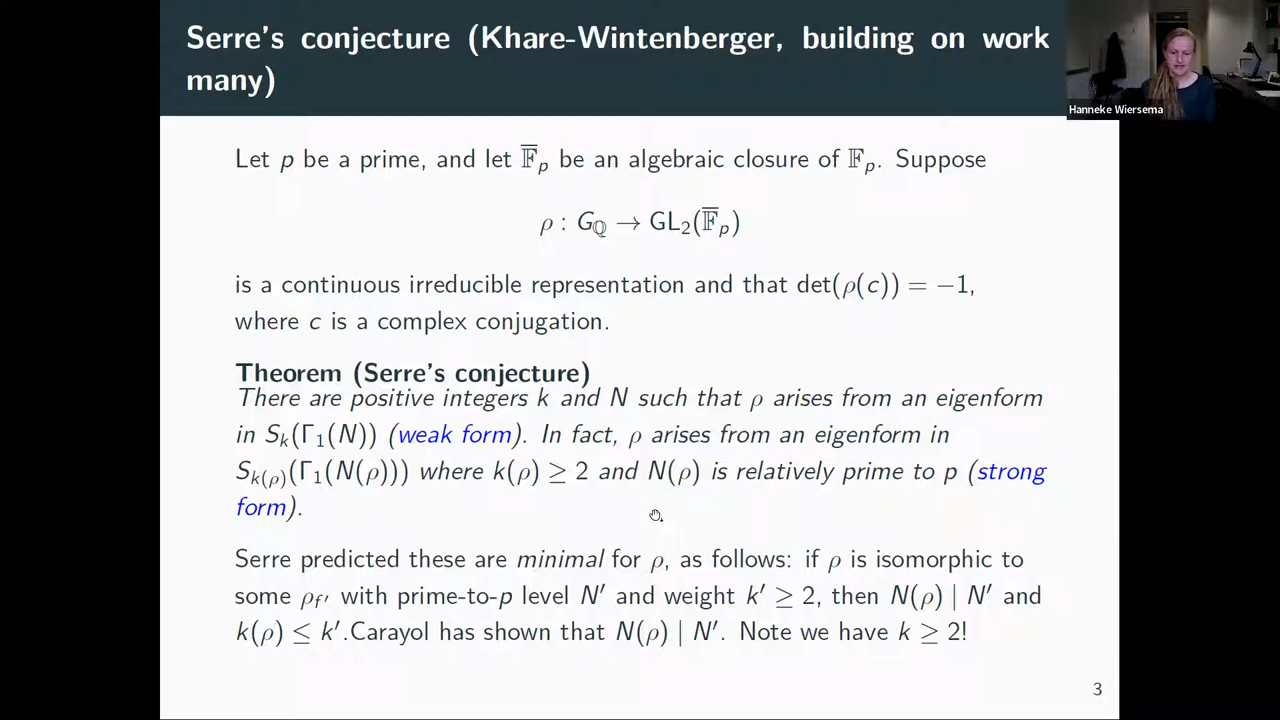 Serre's conjecture (Khare-Wintenberger, building on work
many)
Hanneke Wiersema
Let p be a prime, and let F̅_p be an algebraic closure of F_p. Suppose
ρ : G_ℚ → GL₂(F̅_p)
is a continuous irreducible representation and that det(ρ(c)) = −1,
where c is a complex conjugation.
Theorem (Serre's conjecture)
There are positive integers k and N such that ρ arises from an eigenform
in S_k(Γ₁(N)) (weak form). In fact, ρ arises from an eigenform in
S_{k(ρ)}(Γ₁(N(ρ))) where k(ρ) ≥ 2 and N(ρ) is relatively prime to p (strong
form).
Serre predicted these are minimal for ρ, as follows: if ρ is isomorphic to
some ρ_{f′} with prime-to-p level N′ and weight k′ ≥ 2, then N(ρ) | N′ and
k(ρ) ≤ k′.Carayol has shown that N(ρ) | N′. Note we have k ≥ 2!
3